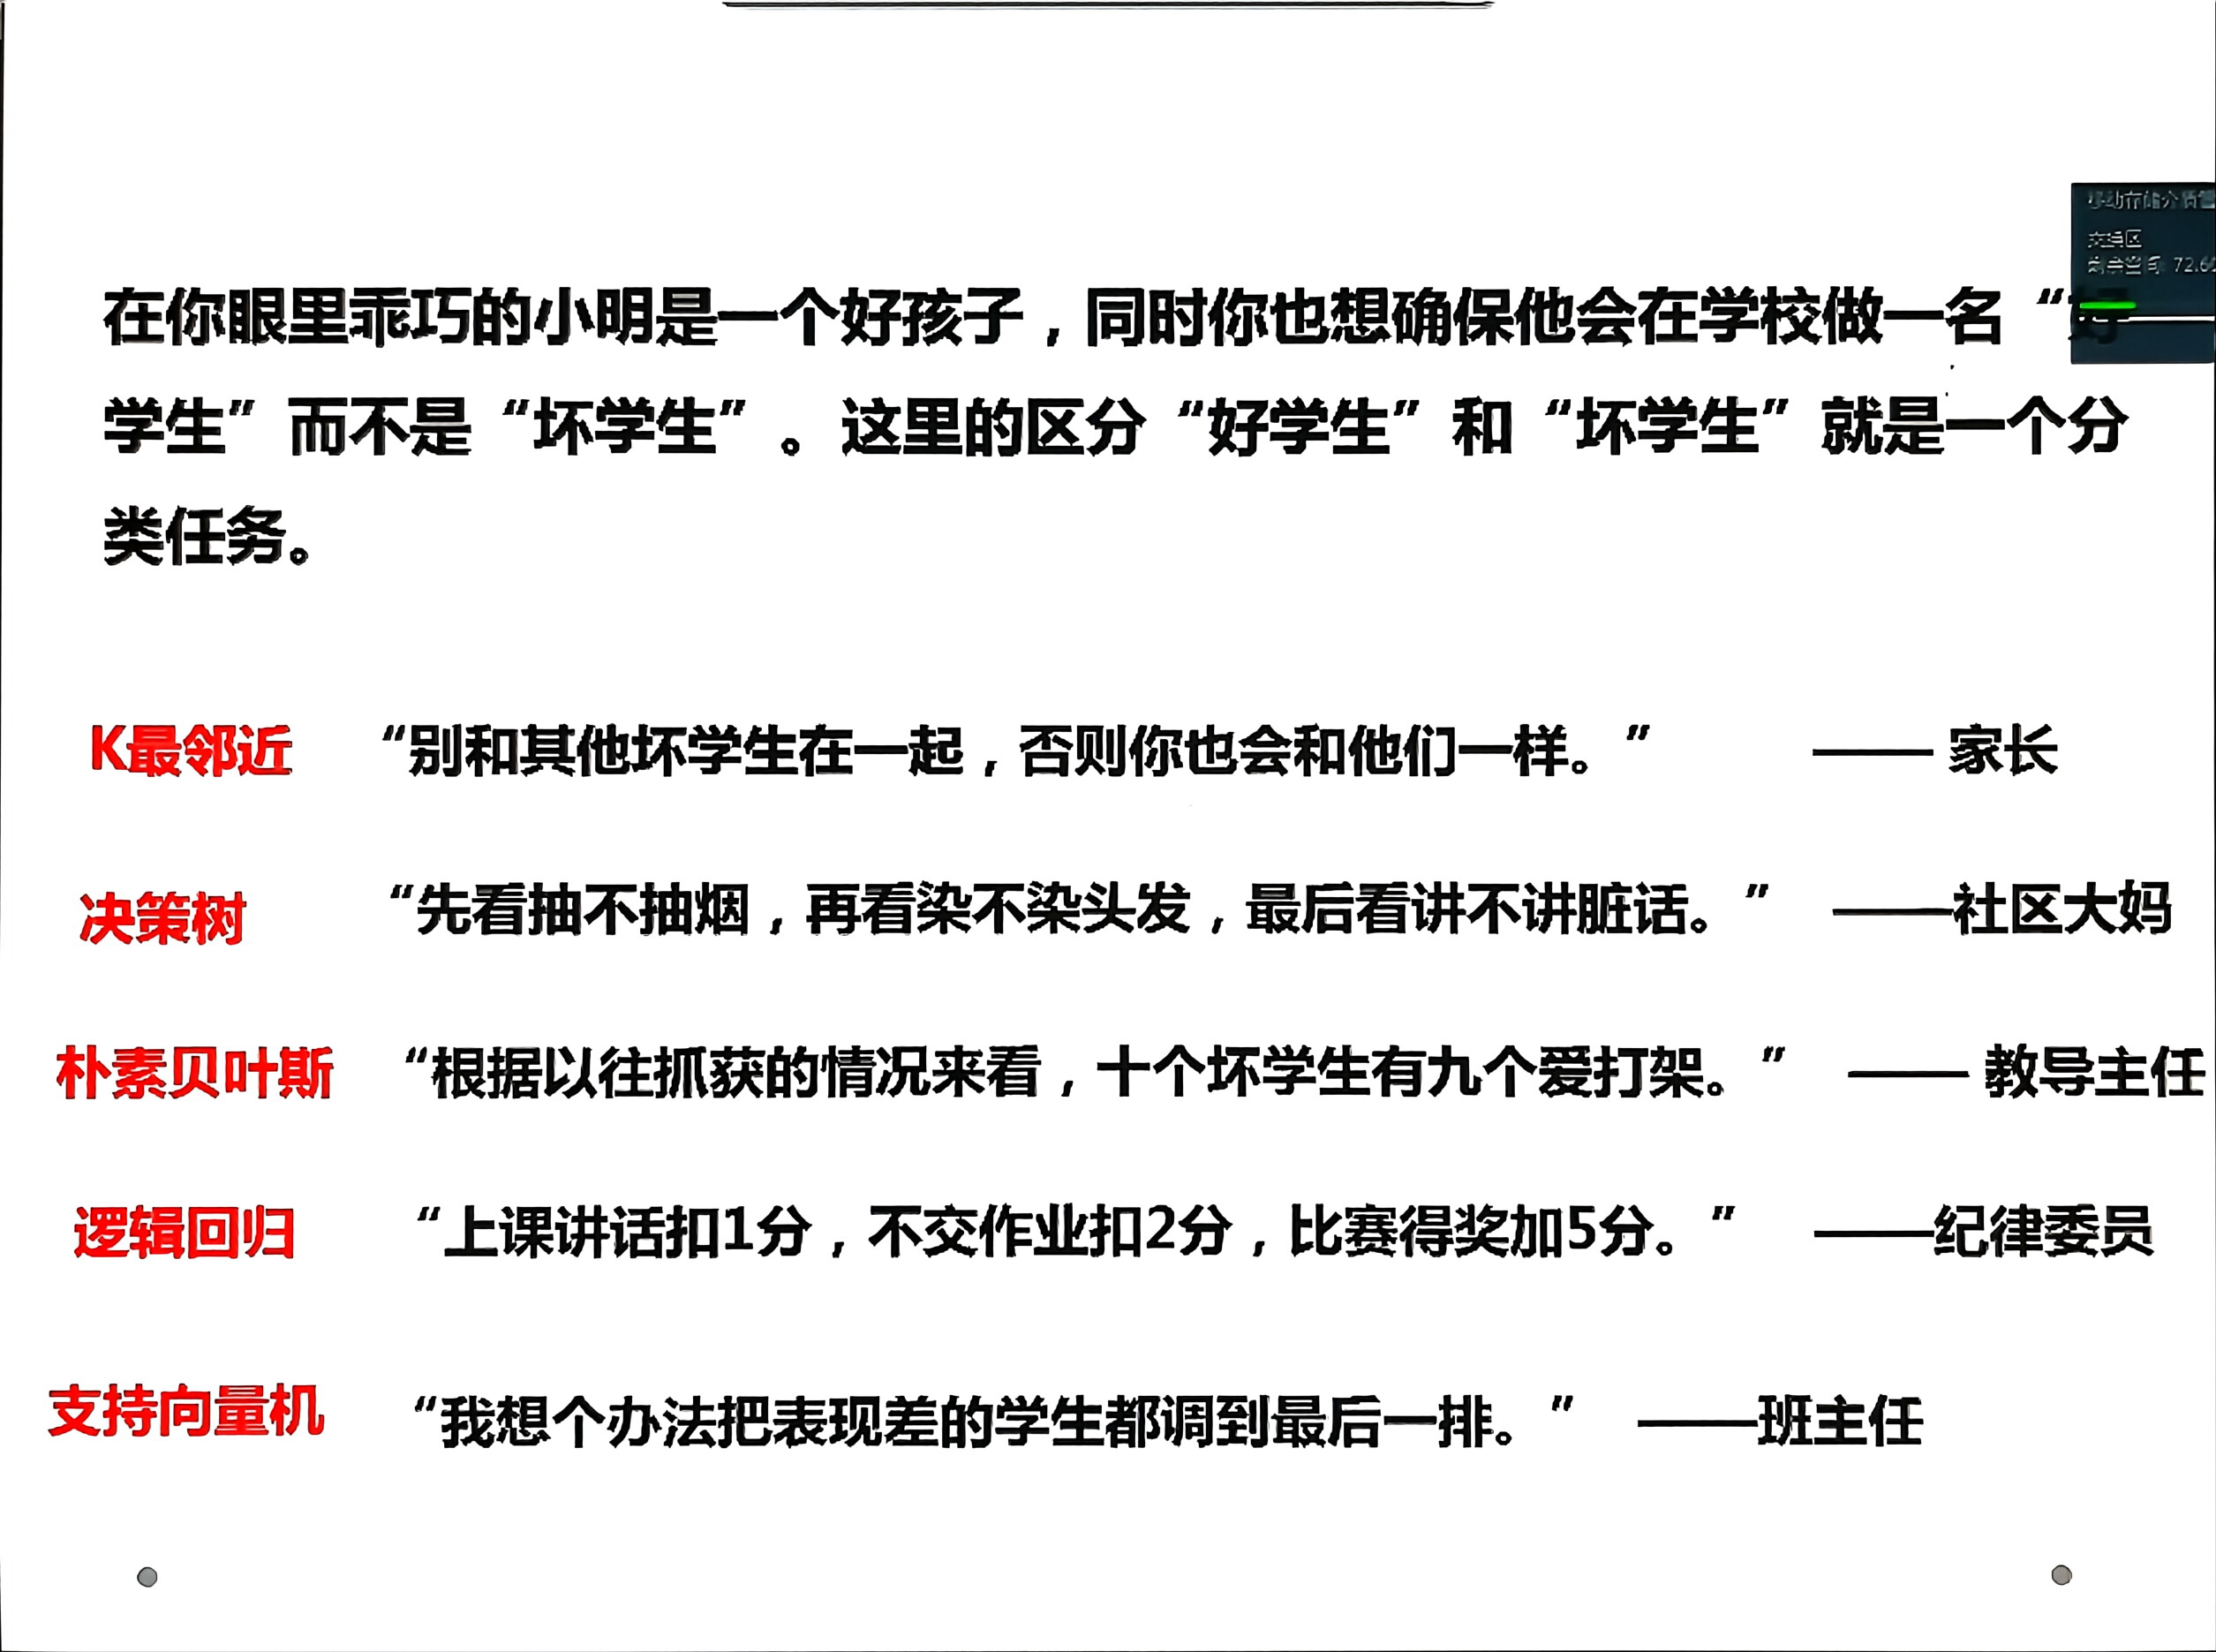 在你眼里乖巧的小明是一个好孩子，同时你也想确保他会在学校做一名“好
学生”而不是“坏学生”。这里的区分“好学生”和“坏学生”就是一个分
类任务。
K最邻近 “别和其他坏学生在一起，否则你也会和他们一样。” —— 家长
决策树 “先看抽不抽烟，再看染不染头发，最后看讲不讲脏话。” ——社区大妈
朴素贝叶斯 “根据以往抓获的情况来看，十个坏学生有九个爱打架。” —— 教导主任
逻辑回归 “上课讲话扣1分，不交作业扣2分，比赛得奖加5分。” ——纪律委员
支持向量机 “我想个办法把表现差的学生都调到最后一排。” ——班主任
72.6